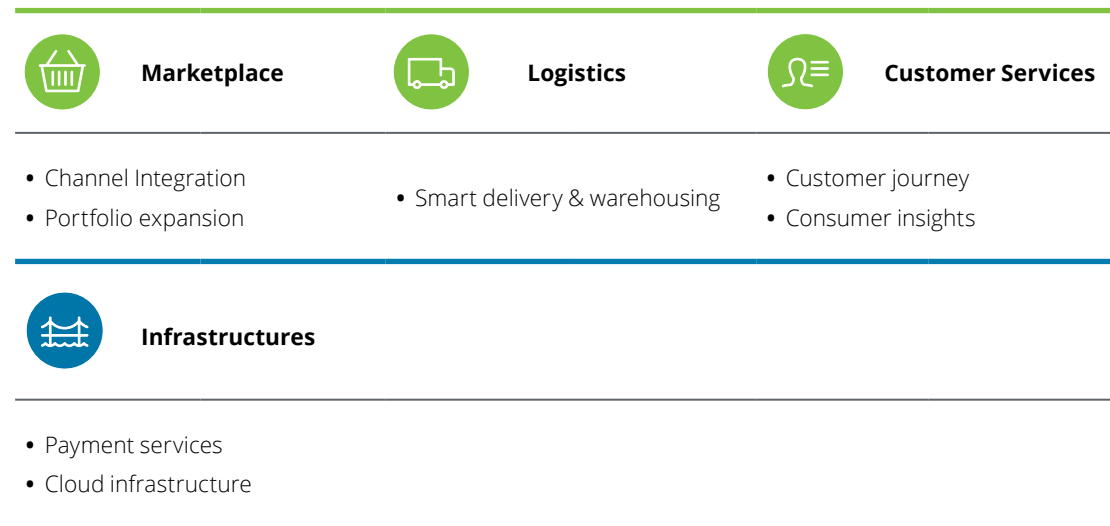 Marketplace
Logistics
Customer Services
• Channel Integration
• Portfolio expansion
• Smart delivery & warehousing
• Customer journey
• Consumer insights
Infrastructures
• Payment services
• Cloud infrastructure